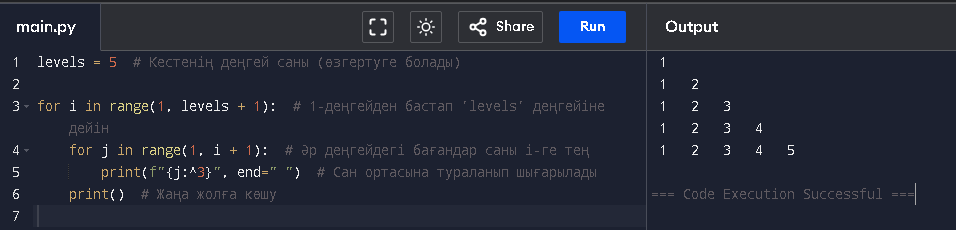 main.py Share Run Output
1 levels = 5  # Кестенің деңгей саны (өзгертуге болады)
2
3 for i in range(1, levels + 1):  # 1-деңгейден бастап 'levels' деңгейіне
дейін
4     for j in range(1, i + 1):  # Әр деңгейдегі бағандар саны i-ге тең
5         print(f"{j:^3}", end=" ")  # Сан ортасына тураланып шығарылады
6     print()  # Жаңа жолға көшу
7
1
1 2
1 2 3
1 2 3 4
1 2 3 4 5
=== Code Execution Successful ===